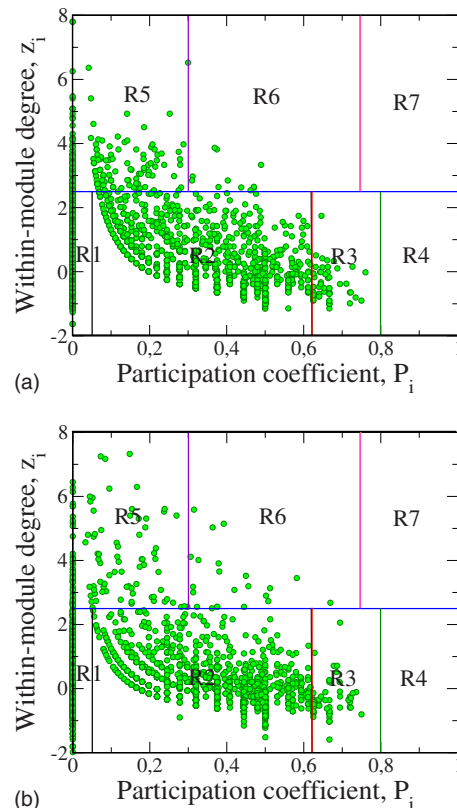 8
6
4
2
0
-2
Within-module degree, z_i
R5 R6 R7
R1 R2 R3 R4
0 0,2 0,4 0,6 0,8
Participation coefficient, P_i
(a)
8
6
4
2
0
-2
Within-module degree, z_i
R5 R6 R7
R1 R2 R3 R4
0 0,2 0,4 0,6 0,8
Participation coefficient, P_i
(b)